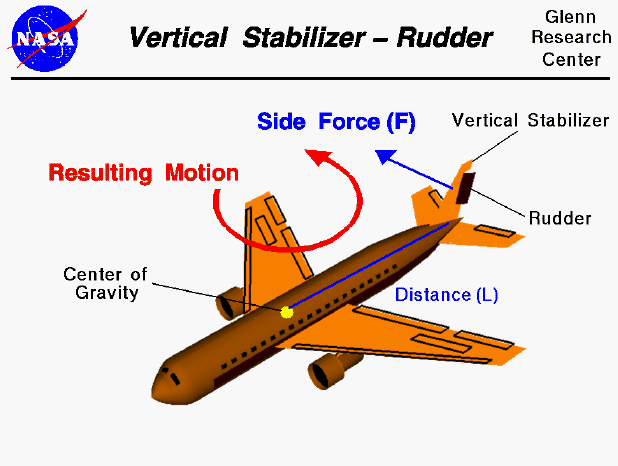 NASA
Vertical Stabilizer – Rudder
Glenn
Research
Center
Side Force (F)
Vertical Stabilizer
Resulting Motion
Rudder
Center of
Gravity
Distance (L)